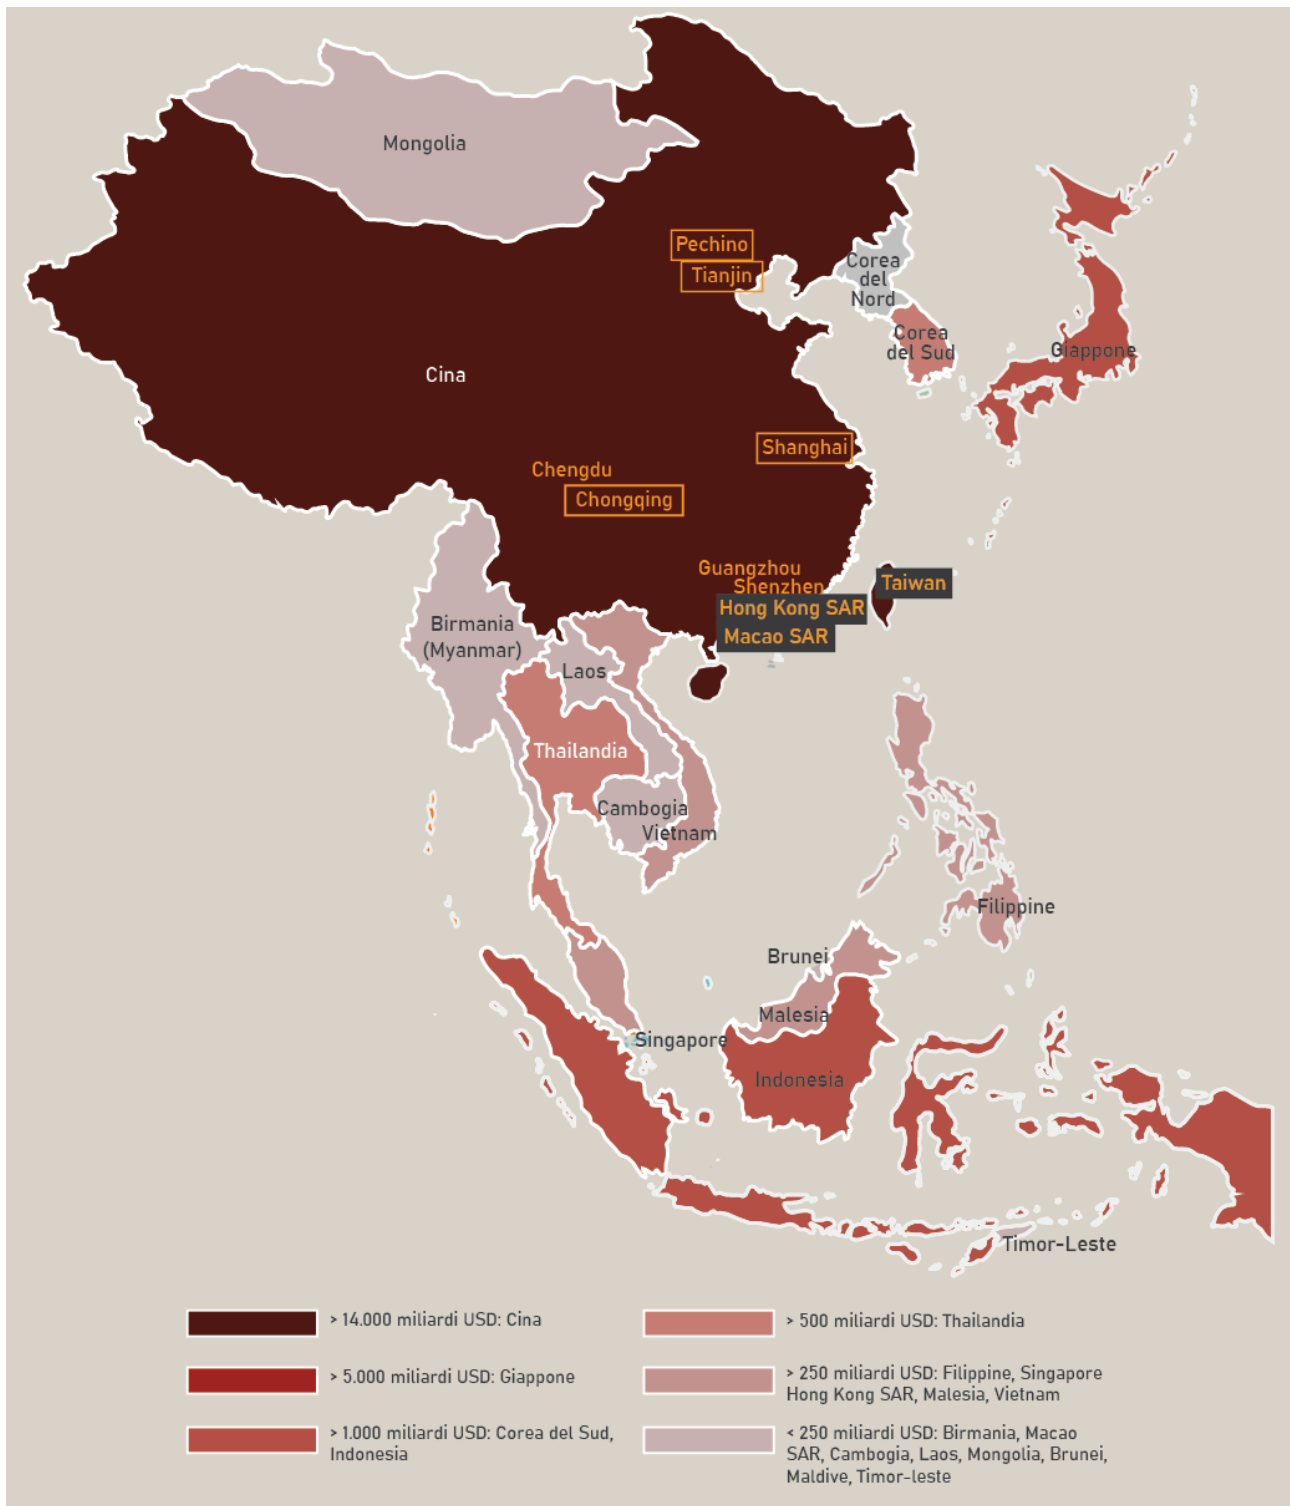 Mongolia
Pechino
Tianjin
Corea
del
Nord
Corea
del Sud
Giappone
Cina
Shanghai
Chengdu
Chongqing
Guangzhou
Shenzhen
Taiwan
Hong Kong SAR
Macao SAR
Birmania
(Myanmar)
Laos
Thailandia
Cambogia
Vietnam
Filippine
Brunei
Malesia
Singapore
Indonesia
Timor-Leste
> 14.000 miliardi USD: Cina
> 5.000 miliardi USD: Giappone
> 1.000 miliardi USD: Corea del Sud,
Indonesia
> 500 miliardi USD: Thailandia
> 250 miliardi USD: Filippine, Singapore
Hong Kong SAR, Malesia, Vietnam
< 250 miliardi USD: Birmania, Macao
SAR, Cambogia, Laos, Mongolia, Brunei,
Maldive, Timor-leste